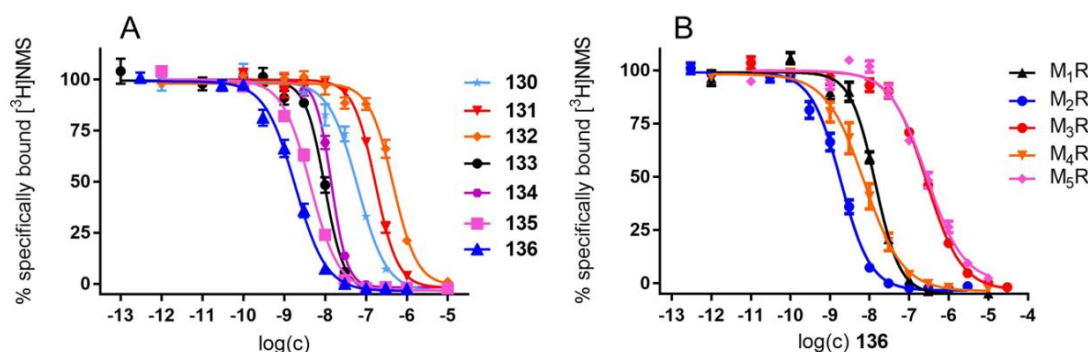 A
% specifically bound [³H]NMS
100
75
50
25
0
-13 -12 -11 -10 -9 -8 -7 -6 -5
log(c)
130
131
132
133
134
135
136
B
% specifically bound [³H]NMS
100
75
50
25
0
-13 -12 -11 -10 -9 -8 -7 -6 -5 -4
log(c) 136
M₁R
M₂R
M₃R
M₄R
M₅R